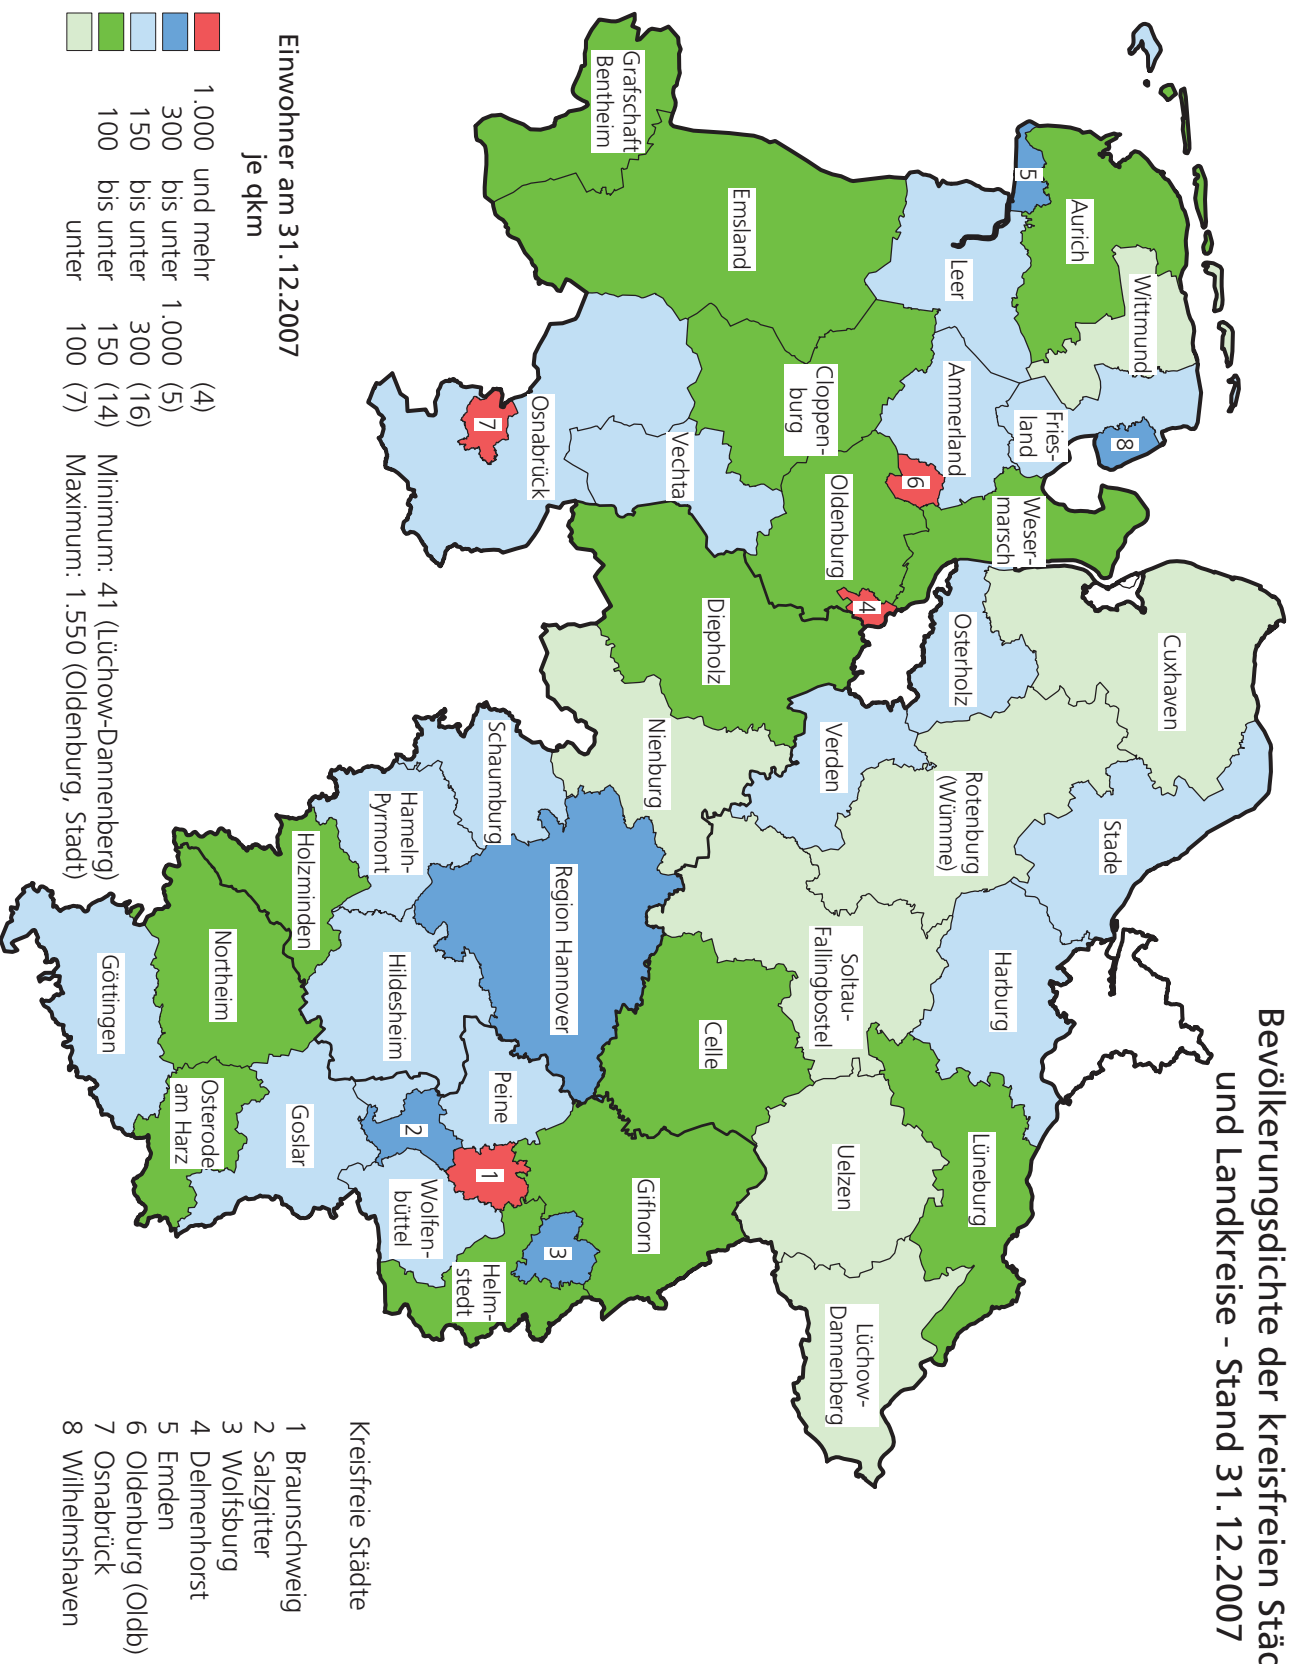 Bevölkerungsdichte der kreisfreien Städ
und Landkreise - Stand 31.12.2007
Cuxhaven
Wittmund
8
Stade
Aurich
Fries-
land
Weser-
marsch
5
Harburg
Leer
Ammerland
Osterholz
Rotenburg
(Wümme)
Lüneburg
6
4
Oldenburg
Cloppen-
burg
Verden
Soltau-
Fallingbostel
Uelzen
Lüchow-
Dannenberg
Emsland
Diepholz
Celle
Vechta
Nienburg
Gifhorn
Grafschaft
Bentheim
Osnabrück
Region Hannover
3
7
Schaumburg
Peine
1
Helm-
stedt
Hameln-
Pyrmont
Hildesheim
2
Wolfen-
büttel
Holzminden
Goslar
Northeim
Osterode
am Harz
Göttingen
Einwohner am 31.12.2007
je qkm
1.000 und mehr (4)
300 bis unter 1.000 (5)
150 bis unter 300 (16)
100 bis unter 150 (14)
unter 100 (7)
Minimum: 41 (Lüchow-Dannenberg)
Maximum: 1.550 (Oldenburg, Stadt)
Kreisfreie Städte
1 Braunschweig
2 Salzgitter
3 Wolfsburg
4 Delmenhorst
5 Emden
6 Oldenburg (Oldb)
7 Osnabrück
8 Wilhelmshaven